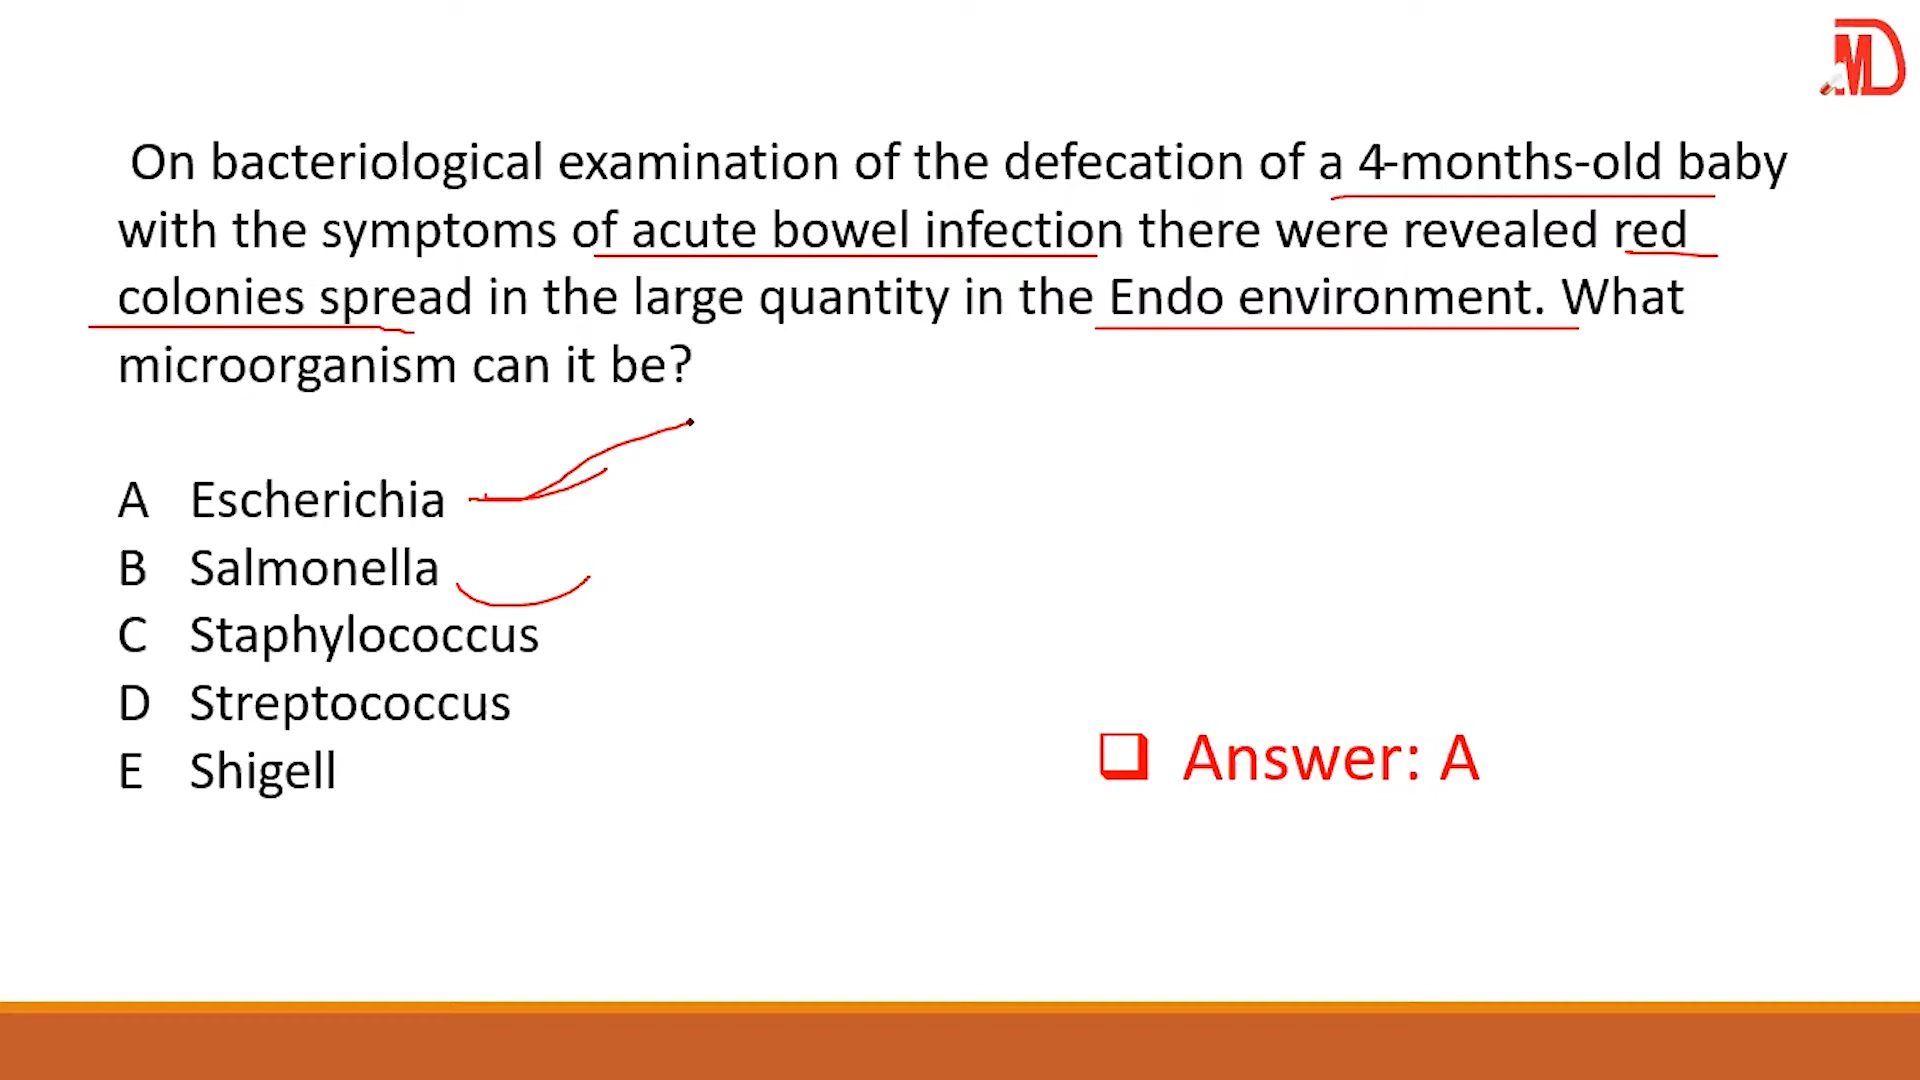 MD
On bacteriological examination of the defecation of a 4-months-old baby
with the symptoms of acute bowel infection there were revealed red
colonies spread in the large quantity in the Endo environment. What
microorganism can it be?
A Escherichia
B Salmonella
C Staphylococcus
D Streptococcus
E Shigell
❑ Answer: A